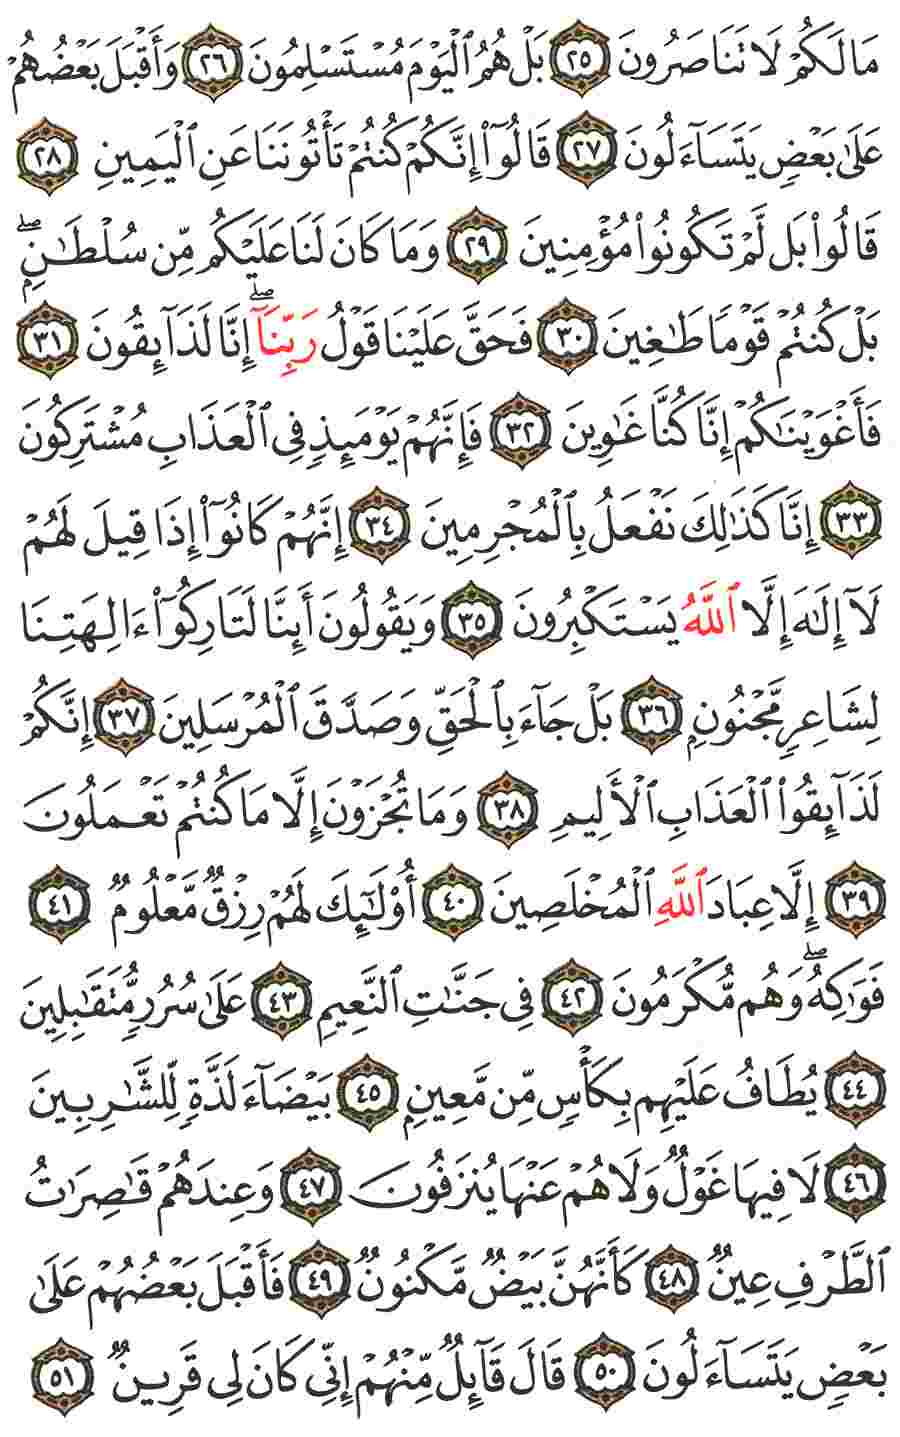 مَا لَكُمْ لَا تَنَاصَرُونَ ٢٥ بَلْ هُمُ ٱلْيَوْمَ مُسْتَسْلِمُونَ ٢٦ وَأَقْبَلَ بَعْضُهُمْ
عَلَىٰ بَعْضٍ يَتَسَآءَلُونَ ٢٧ قَالُوٓا۟ إِنَّكُمْ كُنتُمْ تَأْتُونَنَا عَنِ ٱلْيَمِينِ ٢٨
قَالُوا۟ بَل لَّمْ تَكُونُوا۟ مُؤْمِنِينَ ٢٩ وَمَا كَانَ لَنَا عَلَيْكُم مِّن سُلْطَٰنٍۭ ۖ
بَلْ كُنتُمْ قَوْمًا طَٰغِينَ ٣٠ فَحَقَّ عَلَيْنَا قَوْلُ رَبِّنَآ ۖ إِنَّا لَذَآئِقُونَ ٣١
فَأَغْوَيْنَٰكُمْ إِنَّا كُنَّا غَٰوِينَ ٣٢ فَإِنَّهُمْ يَوْمَئِذٍ فِى ٱلْعَذَابِ مُشْتَرِكُونَ
٣٣ إِنَّا كَذَٰلِكَ نَفْعَلُ بِٱلْمُجْرِمِينَ ٣٤ إِنَّهُمْ كَانُوٓا۟ إِذَا قِيلَ لَهُمْ
لَآ إِلَٰهَ إِلَّا ٱللَّهُ يَسْتَكْبِرُونَ ٣٥ وَيَقُولُونَ أَئِنَّا لَتَارِكُوٓا۟ ءَالِهَتِنَا
لِشَاعِرٍ مَّجْنُونٍۭ ٣٦ بَلْ جَآءَ بِٱلْحَقِّ وَصَدَّقَ ٱلْمُرْسَلِينَ ٣٧ إِنَّكُمْ
لَذَآئِقُوا۟ ٱلْعَذَابِ ٱلْأَلِيمِ ٣٨ وَمَا تُجْزَوْنَ إِلَّا مَا كُنتُمْ تَعْمَلُونَ
٣٩ إِلَّا عِبَادَ ٱللَّهِ ٱلْمُخْلَصِينَ ٤٠ أُو۟لَٰٓئِكَ لَهُمْ رِزْقٌ مَّعْلُومٌ ٤١
فَوَٰكِهُ ۖ وَهُم مُّكْرَمُونَ ٤٢ فِى جَنَّٰتِ ٱلنَّعِيمِ ٤٣ عَلَىٰ سُرُرٍ مُّتَقَٰبِلِينَ
٤٤ يُطَافُ عَلَيْهِم بِكَأْسٍ مِّن مَّعِينٍۭ ٤٥ بَيْضَآءَ لَذَّةٍ لِّلشَّٰرِبِينَ
٤٦ لَا فِيهَا غَوْلٌ وَلَا هُمْ عَنْهَا يُنزَفُونَ ٤٧ وَعِندَهُمْ قَٰصِرَٰتُ
ٱلطَّرْفِ عِينٌ ٤٨ كَأَنَّهُنَّ بَيْضٌ مَّكْنُونٌ ٤٩ فَأَقْبَلَ بَعْضُهُمْ عَلَىٰ
بَعْضٍ يَتَسَآءَلُونَ ٥٠ قَالَ قَآئِلٌ مِّنْهُمْ إِنِّى كَانَ لِى قَرِينٌ ٥١